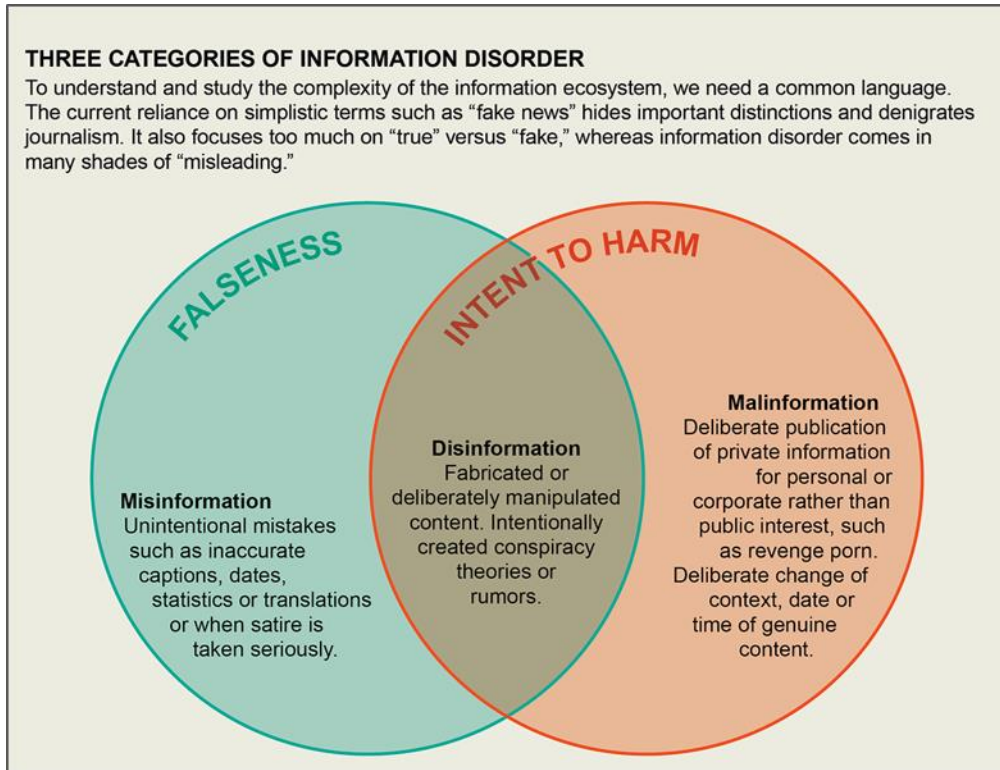 THREE CATEGORIES OF INFORMATION DISORDER
To understand and study the complexity of the information ecosystem, we need a common language.
The current reliance on simplistic terms such as “fake news” hides important distinctions and denigrates
journalism. It also focuses too much on “true” versus “fake,” whereas information disorder comes in
many shades of “misleading.”
FALSENESS
INTENT TO HARM
Misinformation
Unintentional mistakes
such as inaccurate
captions, dates,
statistics or translations
or when satire is
taken seriously.
Disinformation
Fabricated or
deliberately manipulated
content. Intentionally
created conspiracy
theories or
rumors.
Malinformation
Deliberate publication
of private information
for personal or
corporate rather than
public interest, such
as revenge porn.
Deliberate change of
context, date or
time of genuine
content.